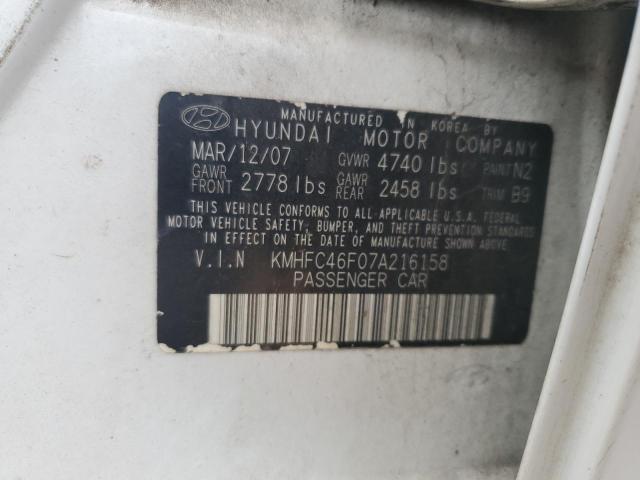 MANUFACTURED IN KOREA BY
HYUNDAI MOTOR COMPANY
MAR/12/07 GVWR 4740 lbs PAINT N2
GAWR FRONT 2778 lbs GAWR REAR 2458 lbs TRIM B9
THIS VEHICLE CONFORMS TO ALL APPLICABLE U.S.A. FEDERAL
MOTOR VEHICLE SAFETY, BUMPER, AND THEFT PREVENTION STANDARDS
IN EFFECT ON THE DATE OF MANUFACTURE SHOWN ABOVE.
V.I.N KMHFC46F07A216158
PASSENGER CAR